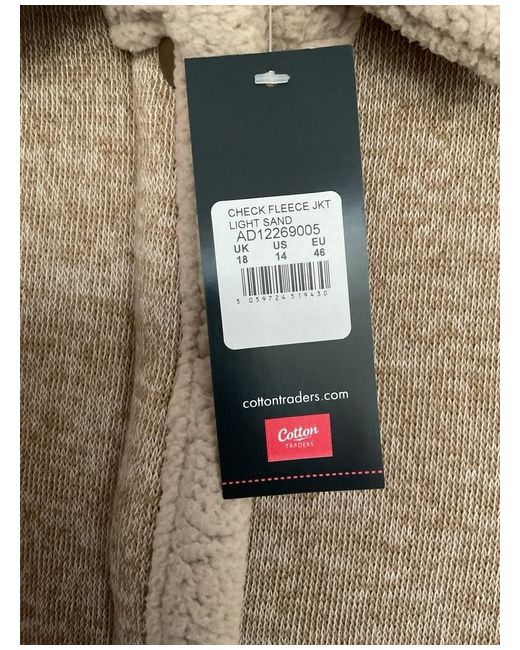 CHECK FLEECE JKT
LIGHT SAND
AD12269005
UK US EU
18 14 46
5 059724 519430
cottontraders.com
Cotton
TRADERS